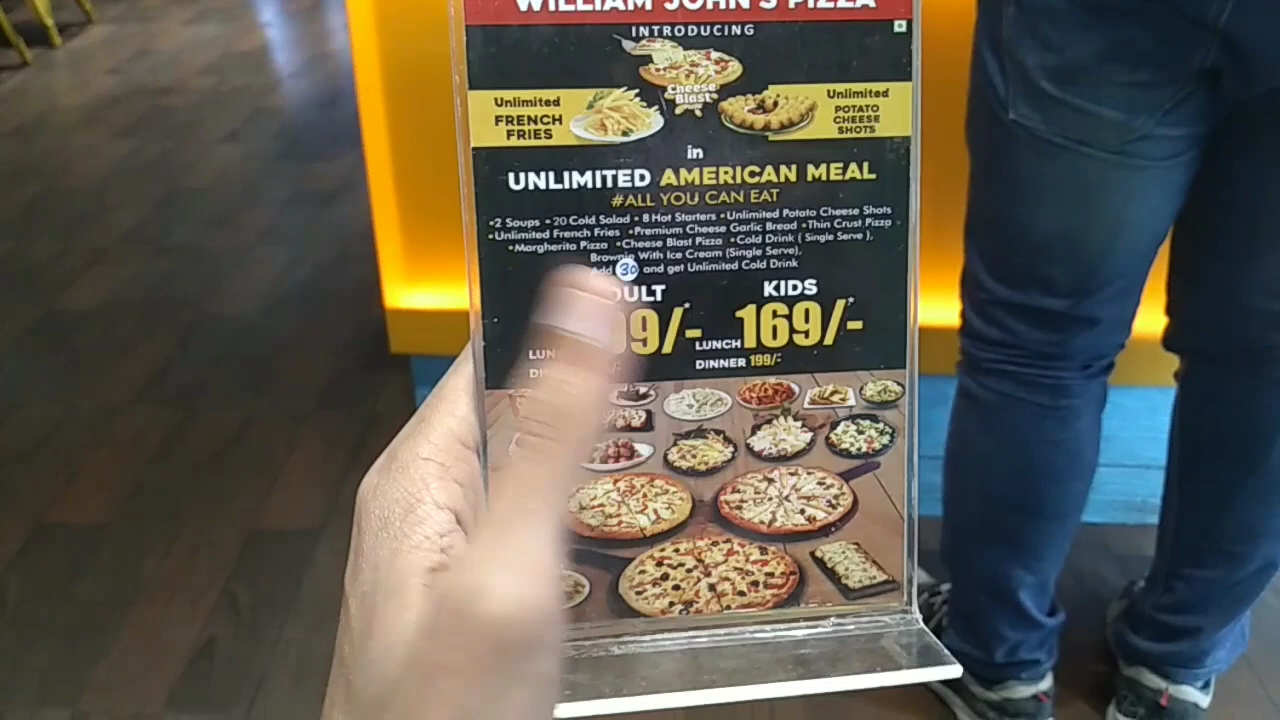 WILLIAM JOHN'S PIZZA
INTRODUCING
Cheese
Blast
Unlimited
FRENCH
FRIES
Unlimited
POTATO
CHEESE
SHOTS
in
UNLIMITED AMERICAN MEAL
#ALL YOU CAN EAT
•2 Soups •20 Cold Salad •8 Hot Starters •Unlimited Potato Cheese Shots
•Unlimited French Fries •Premium Cheese Garlic Bread •Thin Crust Pizza
•Margherita Pizza •Cheese Blast Pizza •Cold Drink ( Single Serve ),
Brownie With Ice Cream (Single Serve),
Add 30 and get Unlimited Cold Drink
KIDS
LUNCH 169/-*
DINNER 199/-*